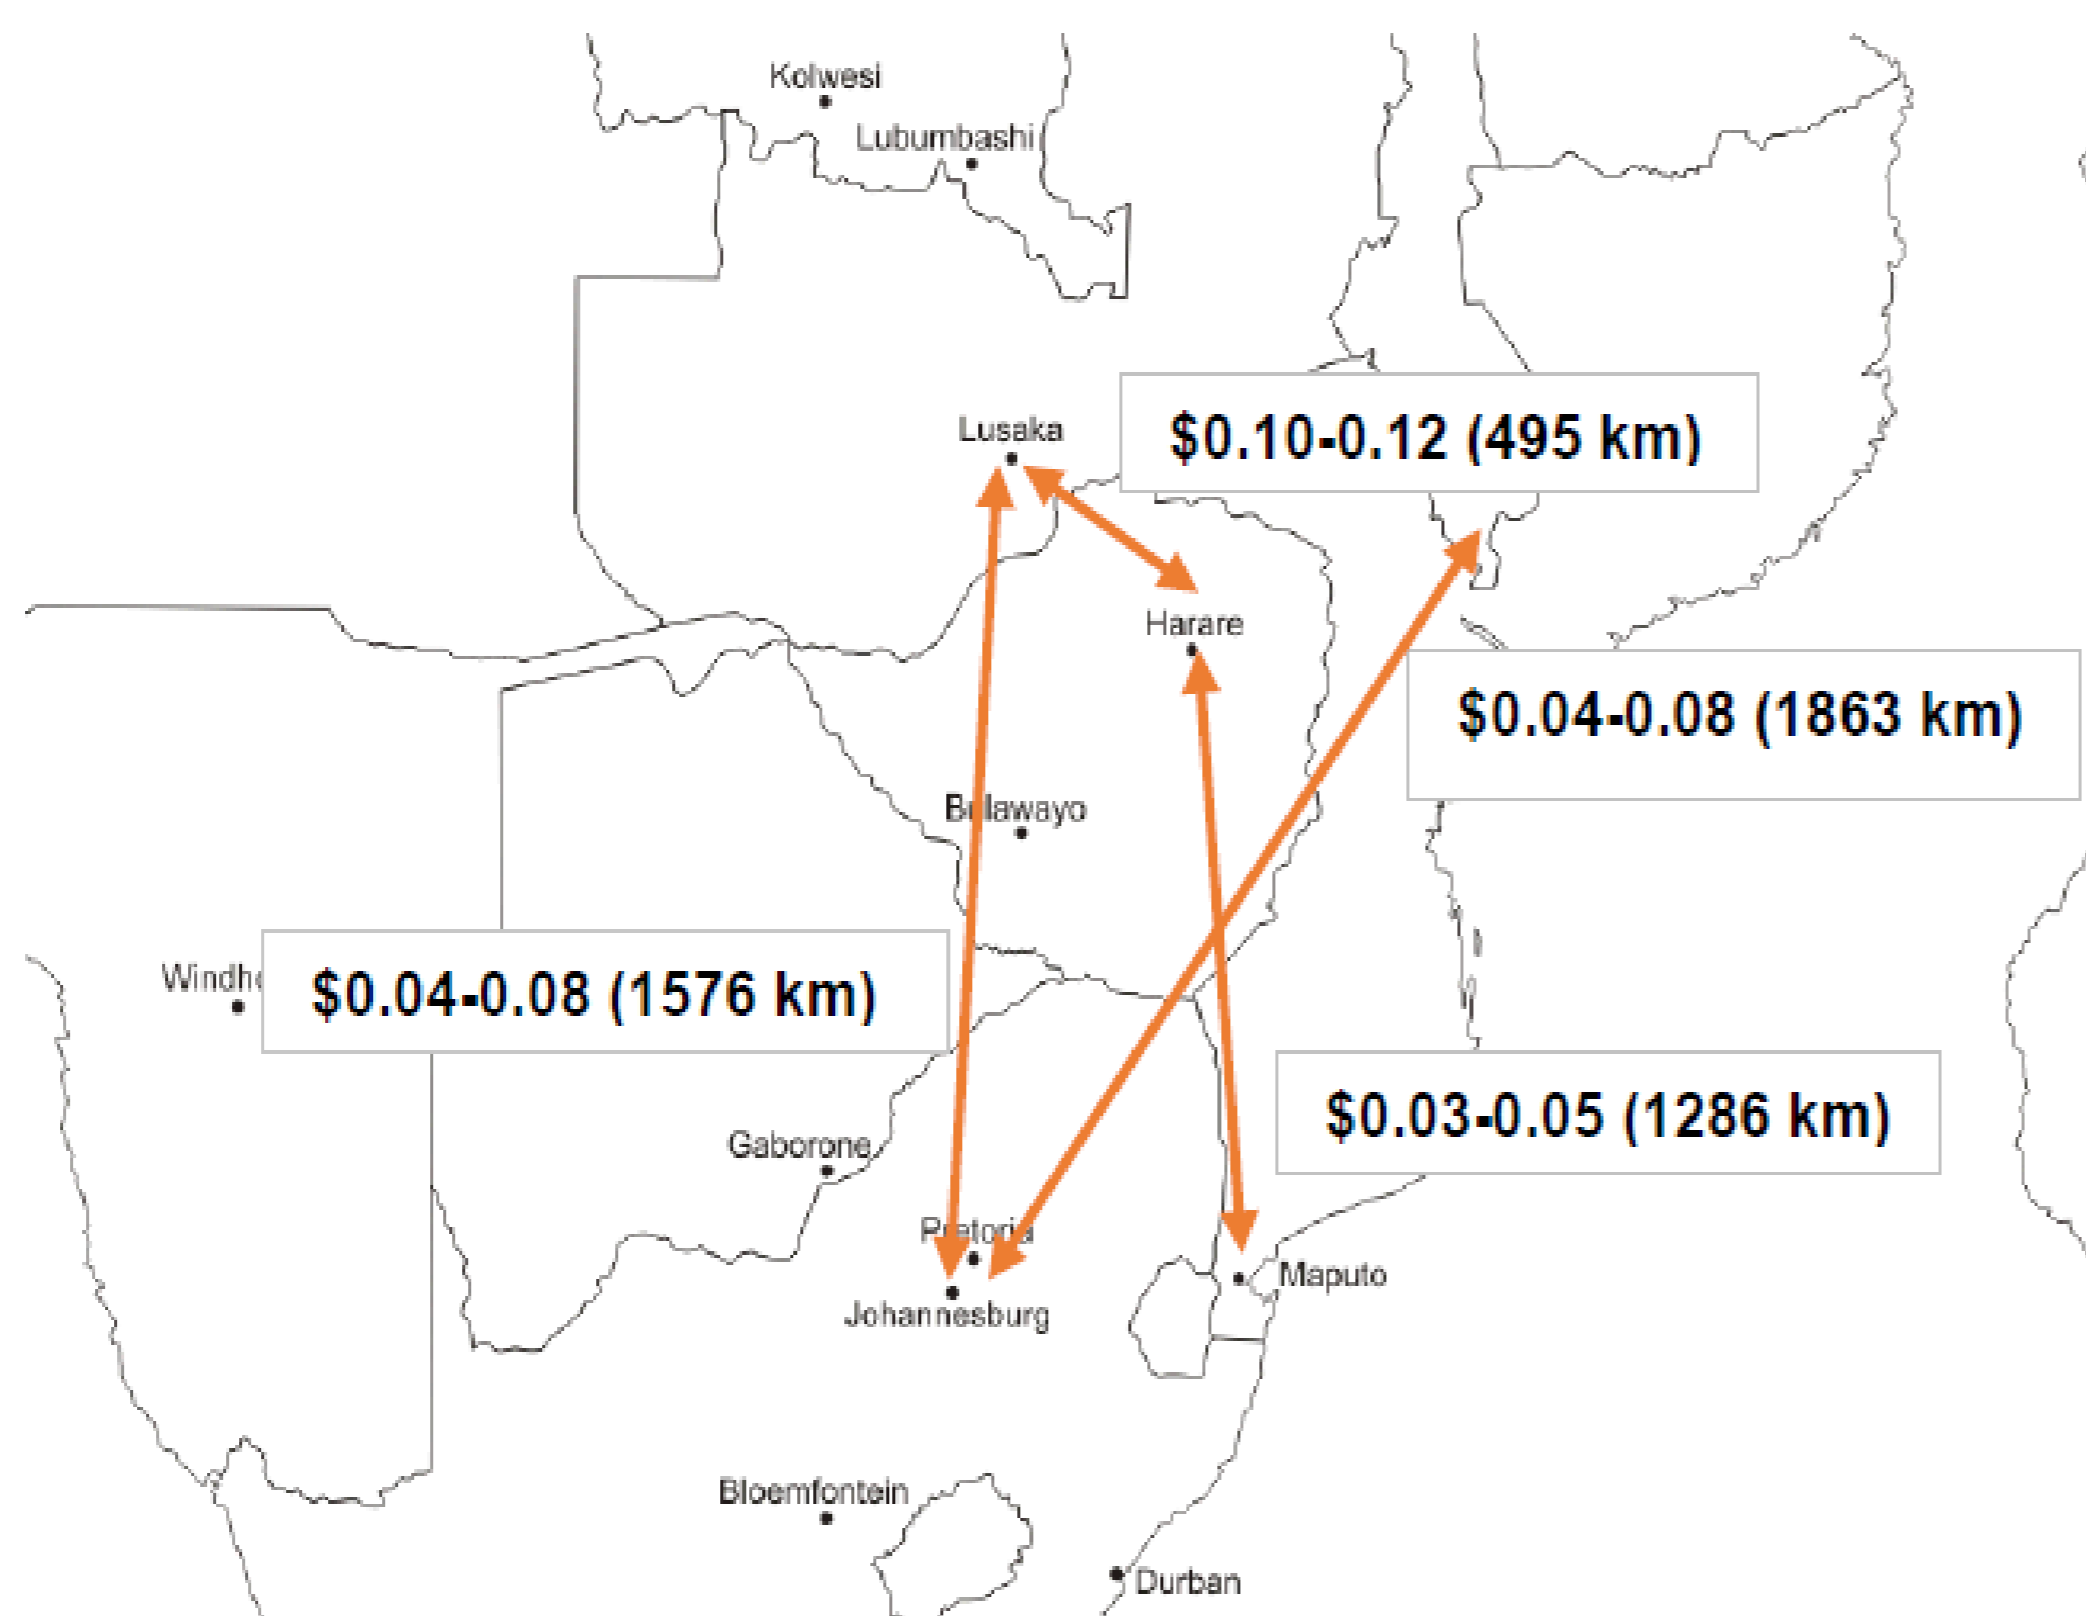 Kolwesi
Lubumbashi
Lusaka
$0.10-0.12 (495 km)
Harare
$0.04-0.08 (1863 km)
Bulawayo
Windho
$0.04-0.08 (1576 km)
$0.03-0.05 (1286 km)
Gaborone
Pretoria
Maputo
Johannesburg
Bloemfontein
Durban